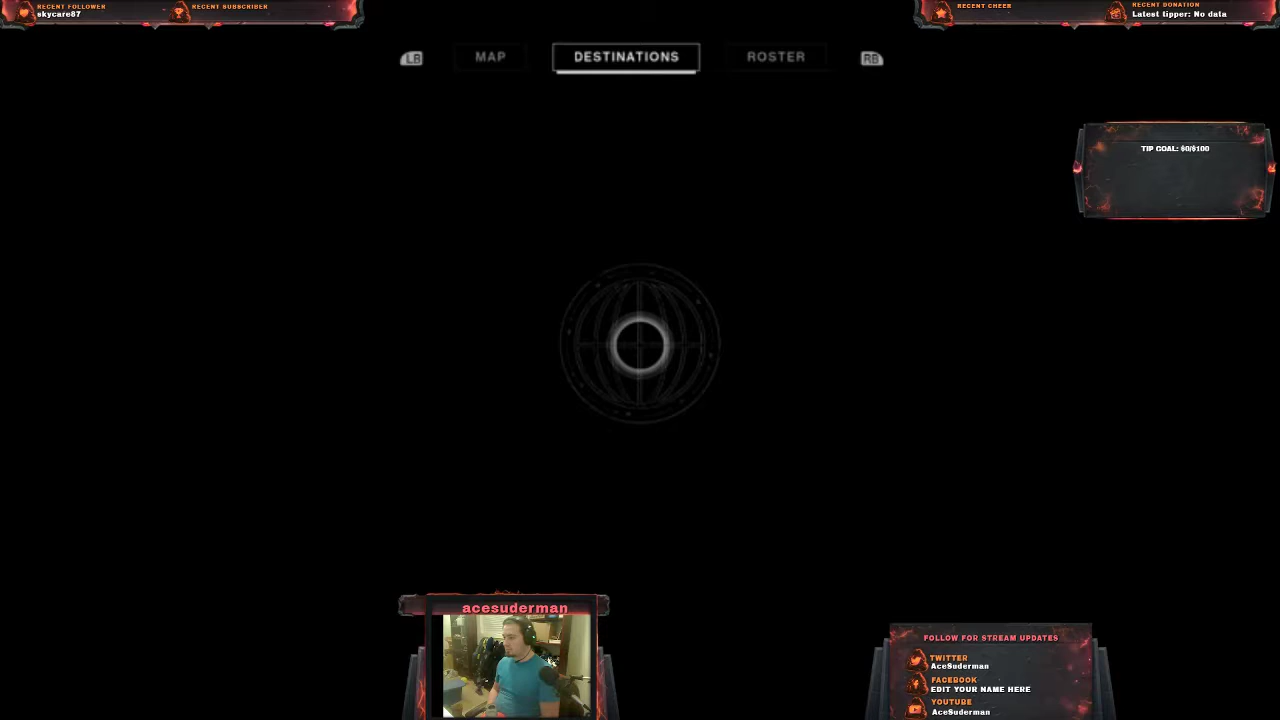 RECENT FOLLOWER
skycare87
RECENT SUBSCRIBER
RECENT CHEER
RECENT DONATION
Latest tipper: No data
LB
MAP
DESTINATIONS
ROSTER
RB
TIP GOAL: $0/$100
acesuderman
FOLLOW FOR STREAM UPDATES
TWITTER
AceSuderman
FACEBOOK
EDIT YOUR NAME HERE
YOUTUBE
AceSuderman